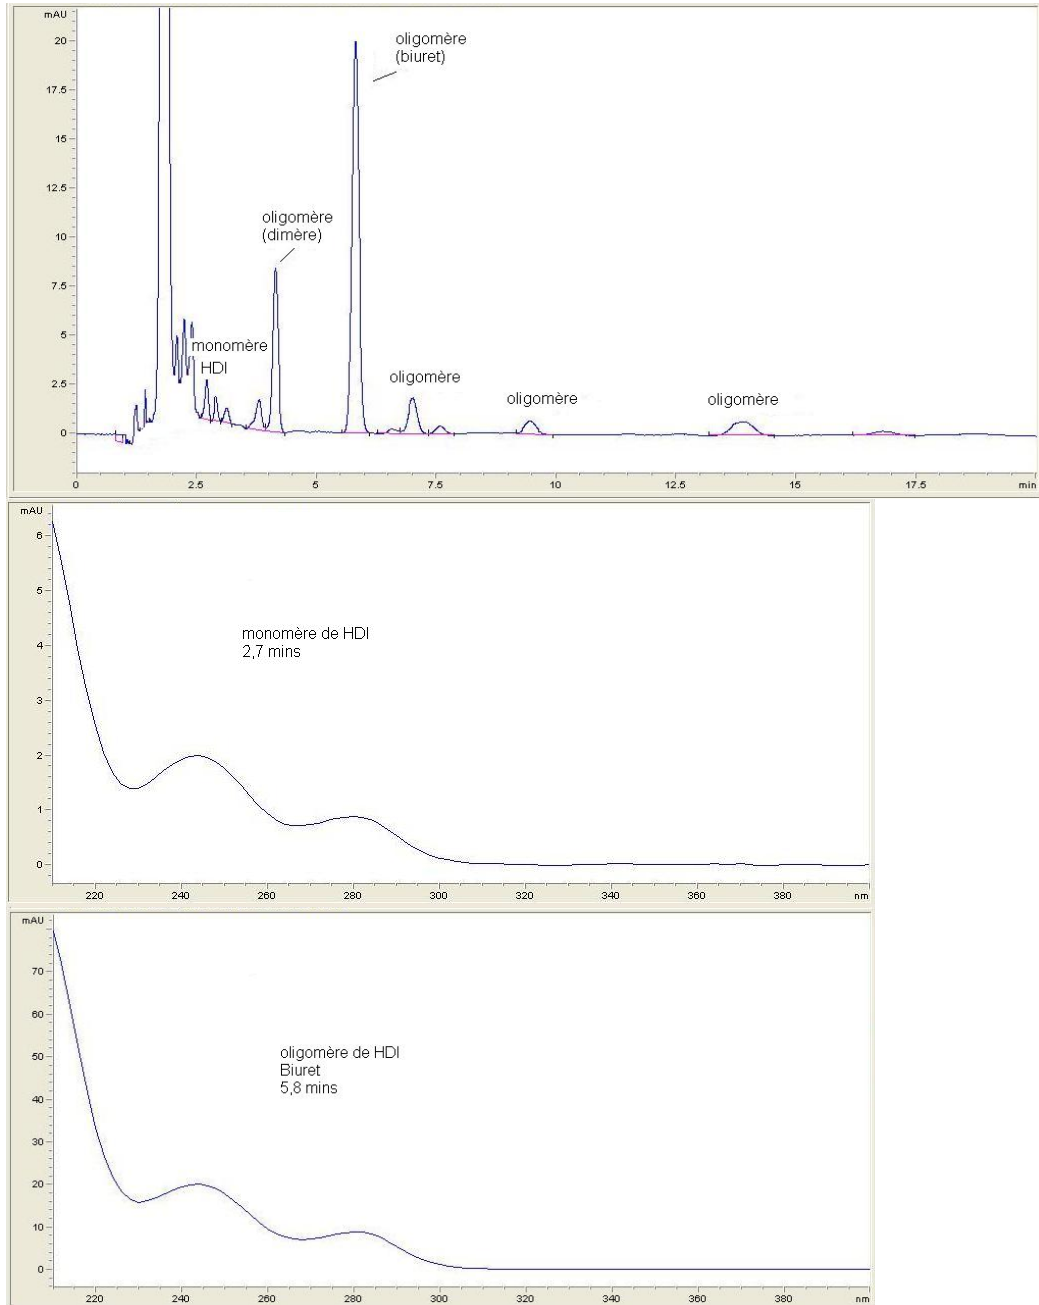 mAU
20
17.5
15
12.5
10
7.5
5
2.5
0
oligomère
(biuret)
oligomère
(dimère)
monomère
HDI
oligomère
oligomère
oligomère
0 2.5 5 7.5 10 12.5 15 17.5 min
mAU
6
5
4
3
2
1
0
monomère de HDI
2,7 mins
220 240 260 280 300 320 340 360 380 nm
mAU
70
60
50
40
30
20
10
0
oligomère de HDI
Biuret
5,8 mins
220 240 260 280 300 320 340 360 380 nm